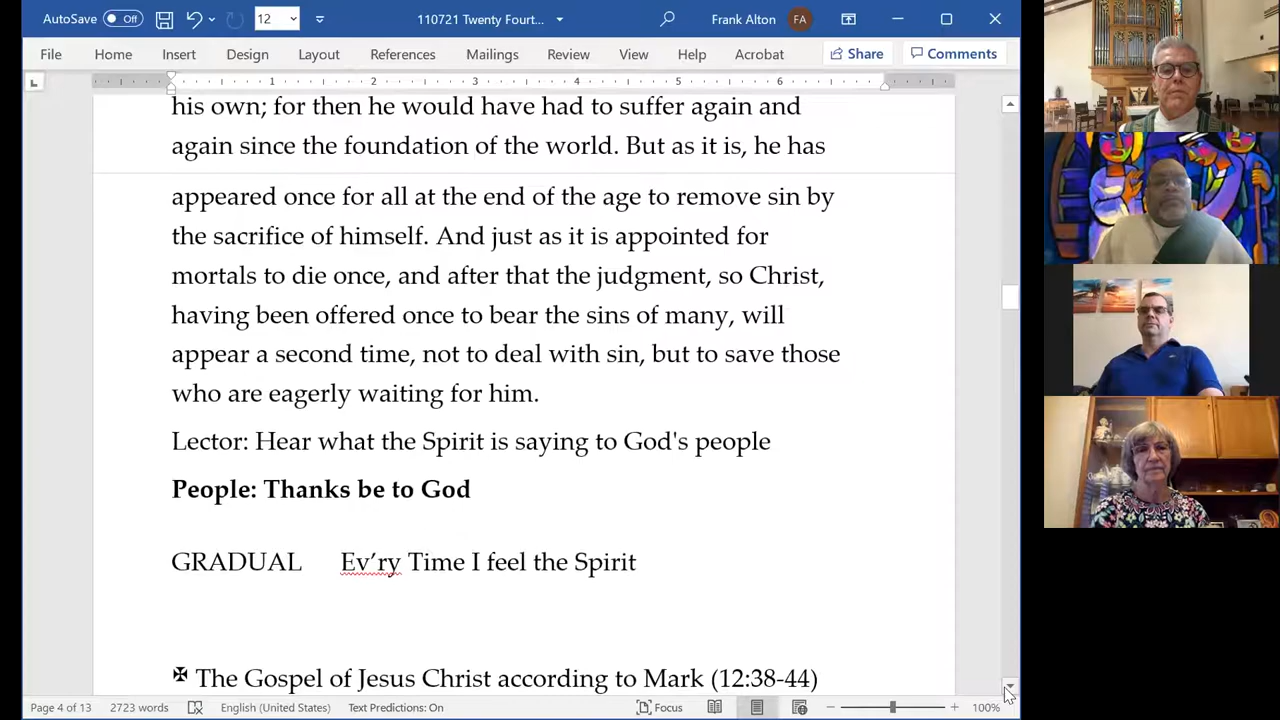 AutoSave Off 12 110721 Twenty Fourt... Frank Alton FA
File Home Insert Design Layout References Mailings Review View Help Acrobat Share Comments
1 2 3 4 5 6
his own; for then he would have had to suffer again and
again since the foundation of the world. But as it is, he has
appeared once for all at the end of the age to remove sin by
the sacrifice of himself. And just as it is appointed for
mortals to die once, and after that the judgment, so Christ,
having been offered once to bear the sins of many, will
appear a second time, not to deal with sin, but to save those
who are eagerly waiting for him.
Lector: Hear what the Spirit is saying to God's people
People: Thanks be to God
GRADUAL Ev’ry Time I feel the Spirit
✠ The Gospel of Jesus Christ according to Mark (12:38-44)
Page 4 of 13 2723 words English (United States) Text Predictions: On Focus 100%